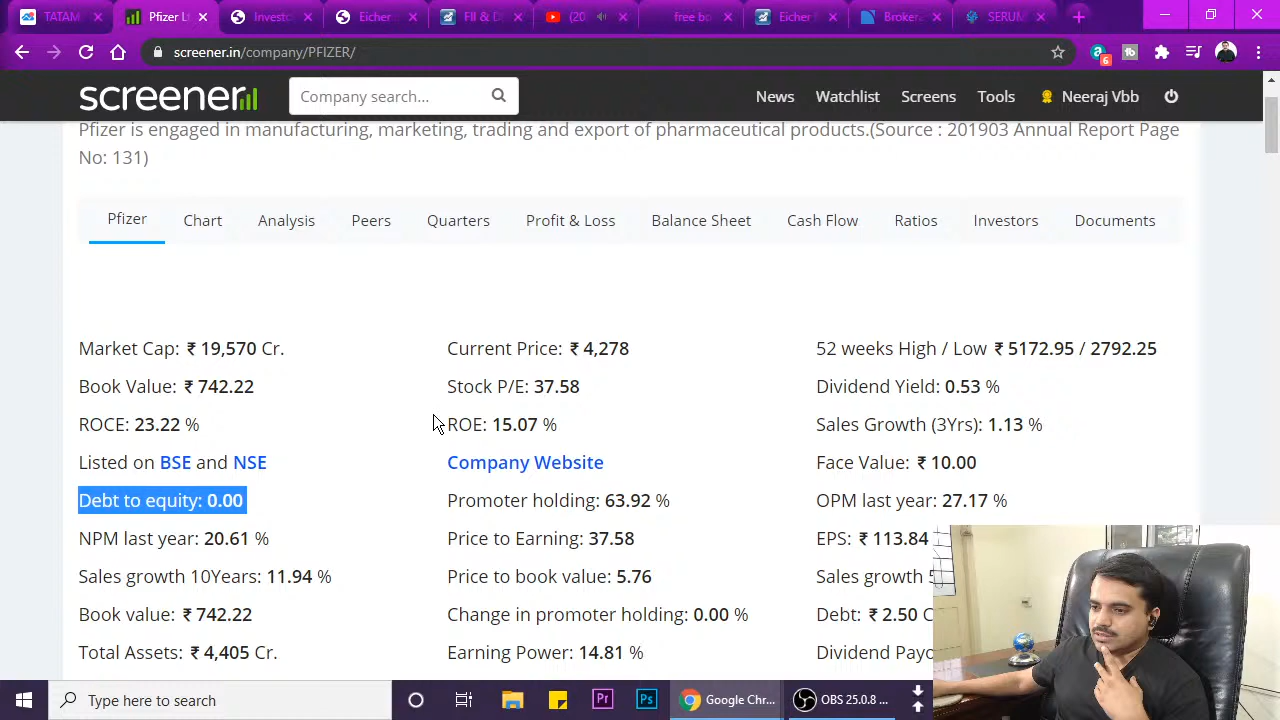 TATAM
Pfizer Lt
Investo
Eicher
FII & D
(20
free bo
Eicher M
Broker
SERUM
screener.in/company/PFIZER/
6
screener
Company search...
News
Watchlist
Screens
Tools
Neeraj Vbb
Pfizer is engaged in manufacturing, marketing, trading and export of pharmaceutical products.(Source : 201903 Annual Report Page
No: 131)
Pfizer
Chart
Analysis
Peers
Quarters
Profit & Loss
Balance Sheet
Cash Flow
Ratios
Investors
Documents
Market Cap: ₹ 19,570 Cr.
Current Price: ₹ 4,278
52 weeks High / Low ₹ 5172.95 / 2792.25
Book Value: ₹ 742.22
Stock P/E: 37.58
Dividend Yield: 0.53 %
ROCE: 23.22 %
ROE: 15.07 %
Sales Growth (3Yrs): 1.13 %
Listed on BSE and NSE
Company Website
Face Value: ₹ 10.00
Debt to equity: 0.00
Promoter holding: 63.92 %
OPM last year: 27.17 %
NPM last year: 20.61 %
Price to Earning: 37.58
EPS: ₹ 113.84
Sales growth 10Years: 11.94 %
Price to book value: 5.76
Sales growth
Book value: ₹ 742.22
Change in promoter holding: 0.00 %
Debt: ₹ 2.50 C
Total Assets: ₹ 4,405 Cr.
Earning Power: 14.81 %
Dividend Payo
Type here to search
Pr
Ps
Google Chr...
OBS 25.0.8 ...